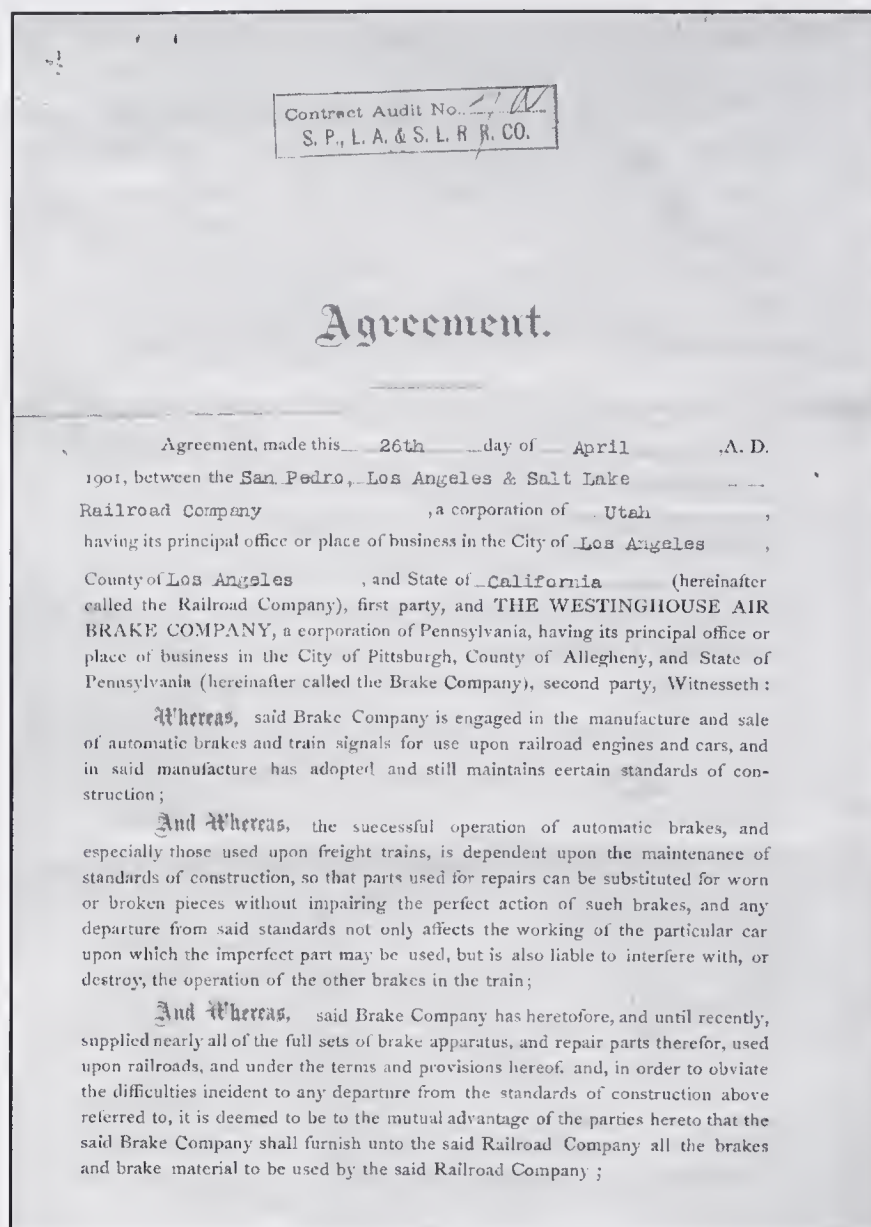 Contract Audit No.
S. P., L. A. & S. L. R R. CO.
Agreement.
Agreement, made this 26th day of April , A. D.
1901, between the San Pedro, Los Angeles & Salt Lake
Railroad Company , a corporation of Utah ,
having its principal office or place of business in the City of Los Angeles ,
County of Los Angeles , and State of California (hereinafter
called the Railroad Company), first party, and THE WESTINGHOUSE AIR
BRAKE COMPANY, a corporation of Pennsylvania, having its principal office or
place of business in the City of Pittsburgh, County of Allegheny, and State of
Pennsylvania (hereinafter called the Brake Company), second party, Witnesseth :
Whereas, said Brake Company is engaged in the manufacture and sale
of automatic brakes and train signals for use upon railroad engines and cars, and
in said manufacture has adopted and still maintains certain standards of con-
struction ;
And Whereas, the successful operation of automatic brakes, and
especially those used upon freight trains, is dependent upon the maintenance of
standards of construction, so that parts used for repairs can be substituted for worn
or broken pieces without impairing the perfect action of such brakes, and any
departure from said standards not only affects the working of the particular car
upon which the imperfect part may be used, but is also liable to interfere with, or
destroy, the operation of the other brakes in the train ;
And Whereas, said Brake Company has heretofore, and until recently,
supplied nearly all of the full sets of brake apparatus, and repair parts therefor, used
upon railroads, and under the terms and provisions hereof, and, in order to obviate
the difficulties incident to any departure from the standards of construction above
referred to, it is deemed to be to the mutual advantage of the parties hereto that the
said Brake Company shall furnish unto the said Railroad Company all the brakes
and brake material to be used by the said Railroad Company ;